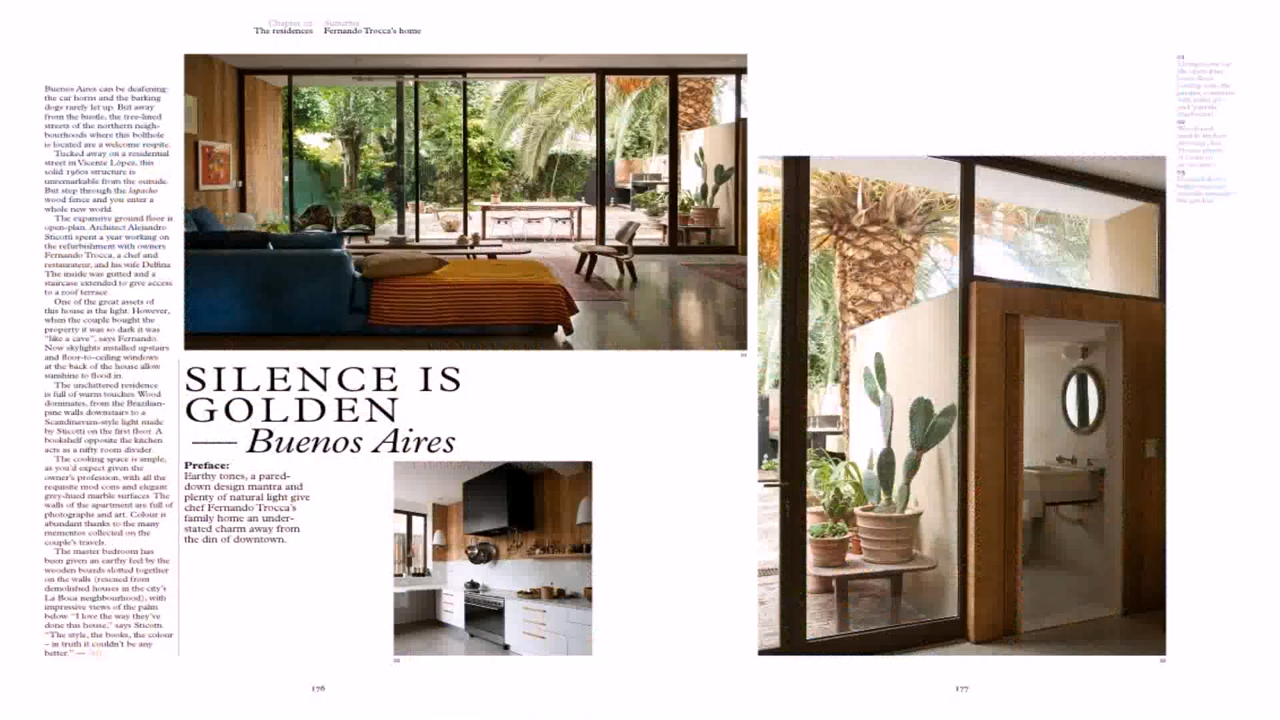 Chapter 02 Suburbia
The residences Fernando Trocca's home
Buenos Aires can be deafening:
the car horns and the barking
dogs rarely let up. But away
from the bustle, the tree-lined
streets of the northern neigh-
bourhoods where this bolthole
is located are a welcome respite.
Tucked away on a residential
street in Vicente López, this
solid 1960s structure is
unremarkable from the outside.
But step through the lapacho
wood fence and you enter a
whole new world.
The expansive ground floor is
open-plan. Architect Alejandro
Sticotti spent a year working on
the refurbishment with owners
Fernando Trocca, a chef and
restaurateur, and his wife Delfina.
The inside was gutted and a
staircase extended to give access
to a roof terrace.
One of the great assets of
this house is the light. However,
when the couple bought the
property it was so dark it was
"like a cave", says Fernando.
Now skylights installed upstairs
and floor-to-ceiling windows
at the back of the house allow
sunshine to flood in.
The uncluttered residence
is full of warm touches. Wood
dominates, from the Brazilian-
pine walls downstairs to a
Scandinavian-style light made
by Sticotti on the first floor. A
bookshelf opposite the kitchen
acts as a nifty room divider.
The cooking space is simple,
as you'd expect given the
owner's profession, with all the
requisite mod cons and elegant
grey-hued marble surfaces. The
walls of the apartment are full of
photographs and art. Colour is
abundant thanks to the many
mementos collected on the
couple's travels.
The master bedroom has
been given an earthy feel by the
wooden boards slotted together
on the walls (rescued from
demolished houses in the city's
La Boca neighbourhood), with
impressive views of the palm
below. "I love the way they've
done this house," says Sticotti.
"The style, the books, the colour
– in truth it couldn't be any
better." —
SILENCE IS
GOLDEN
— Buenos Aires
Preface:
Earthy tones, a pared-
down design mantra and
plenty of natural light give
chef Fernando Trocca's
family home an under-
stated charm away from
the din of downtown.
176
01
02
03
177